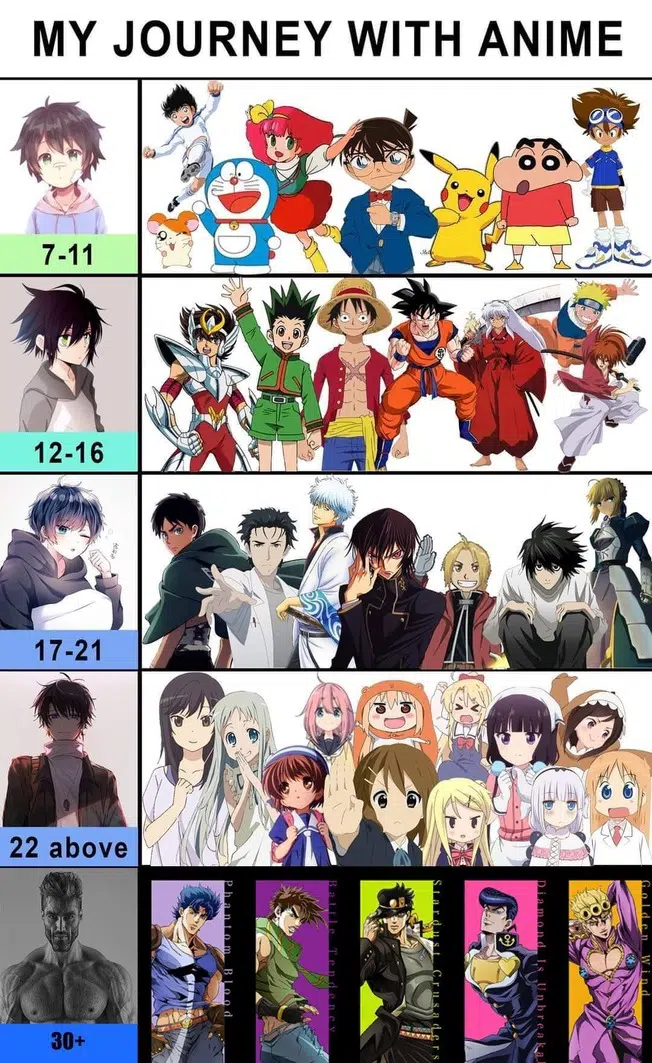 MY JOURNEY WITH ANIME
7-11
12-16
17-21
22 above
30+
Phantom Blood
Battle Tendency
Stardust Crusaders
Diamond Is Unbreak
Golden Wind